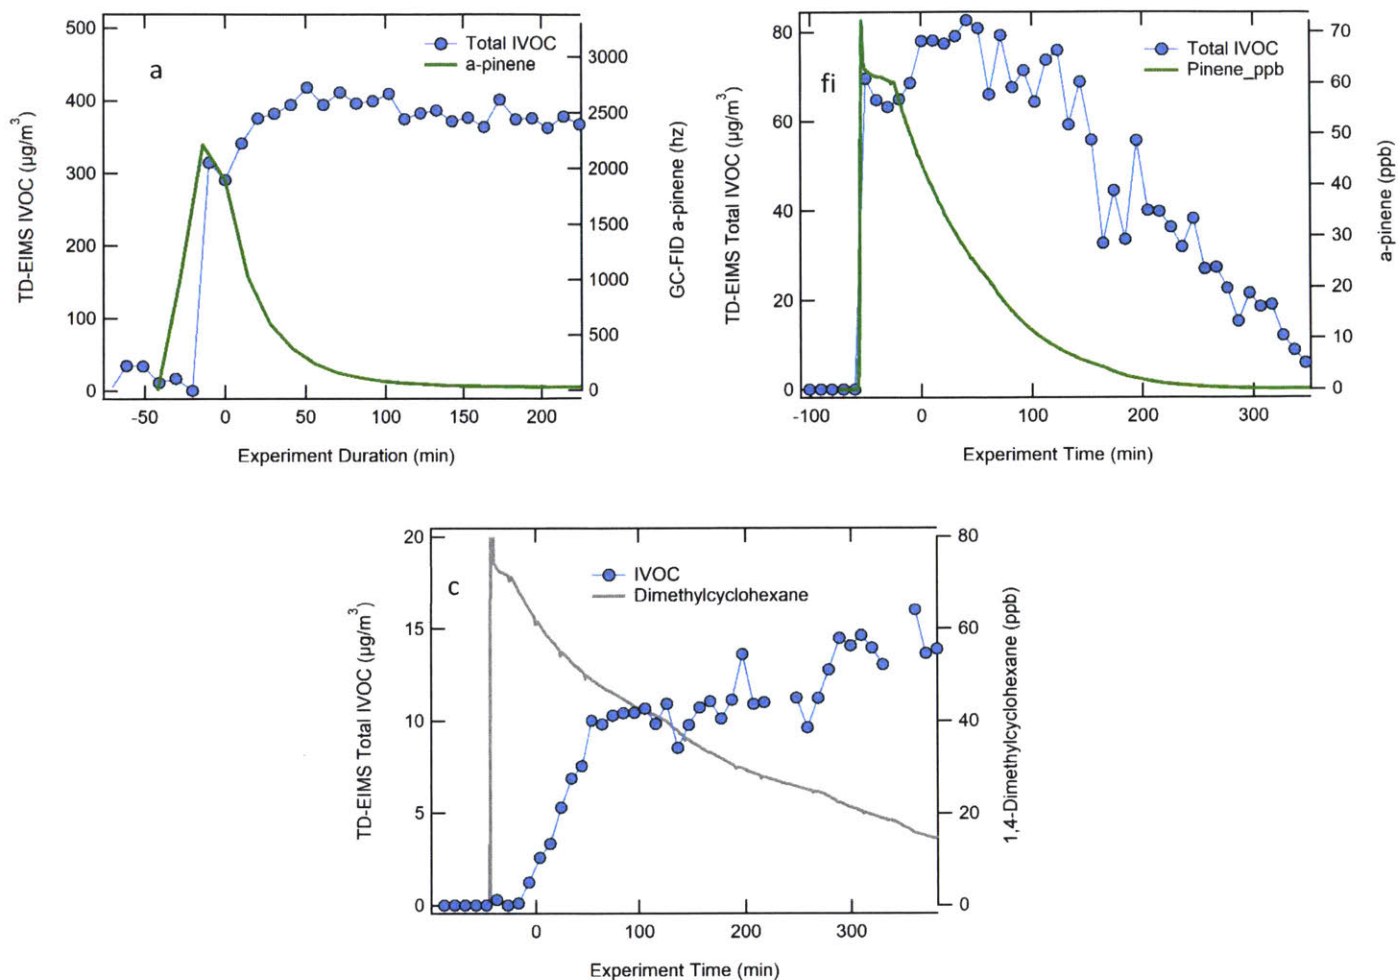 a
Total IVOC
a-pinene
TD-EIMS IVOC (µg/m³)
500
400
300
200
100
0
3000
2500
2000
1500
1000
500
0
GC-FID a-pinene (hz)
-50 0 50 100 150 200
Experiment Duration (min)
fi
Total IVOC
Pinene_ppb
TD-EIMS Total IVOC (µg/m³)
80
60
40
20
0
70
60
50
40
30
20
10
0
a-pinene (ppb)
-100 0 100 200 300
Experiment Time (min)
c
IVOC
Dimethylcyclohexane
TD-EIMS Total IVOC (µg/m³)
20
15
10
5
0
80
60
40
20
0
1,4-Dimethylcyclohexane (ppb)
0 100 200 300
Experiment Time (min)